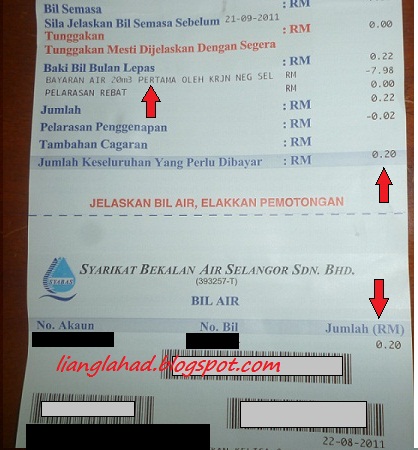 Bil Semasa : RM
Sila Jelaskan Bil Semasa Sebelum 21-09-2011
Tunggakan : RM 0.00
Tunggakan Mesti Dijelaskan Dengan Segera
Baki Bil Bulan Lepas : RM 0.22
BAYARAN AIR 20m3 PERTAMA OLEH KRJN NEG SEL RM -7.98
PELARASAN REBAT RM 0.00
Jumlah : RM 0.22
Pelarasan Penggenapan : RM -0.02
Tambahan Cagaran : RM
Jumlah Keseluruhan Yang Perlu Dibayar : RM 0.20
JELASKAN BIL AIR, ELAKKAN PEMOTONGAN
SYABAS
SYARIKAT BEKALAN AIR SELANGOR SDN. BHD.
(393257-T)
BIL AIR
No. Akaun No. Bil Jumlah (RM)
0.20
lianglahad.blogspot.com
22-08-2011